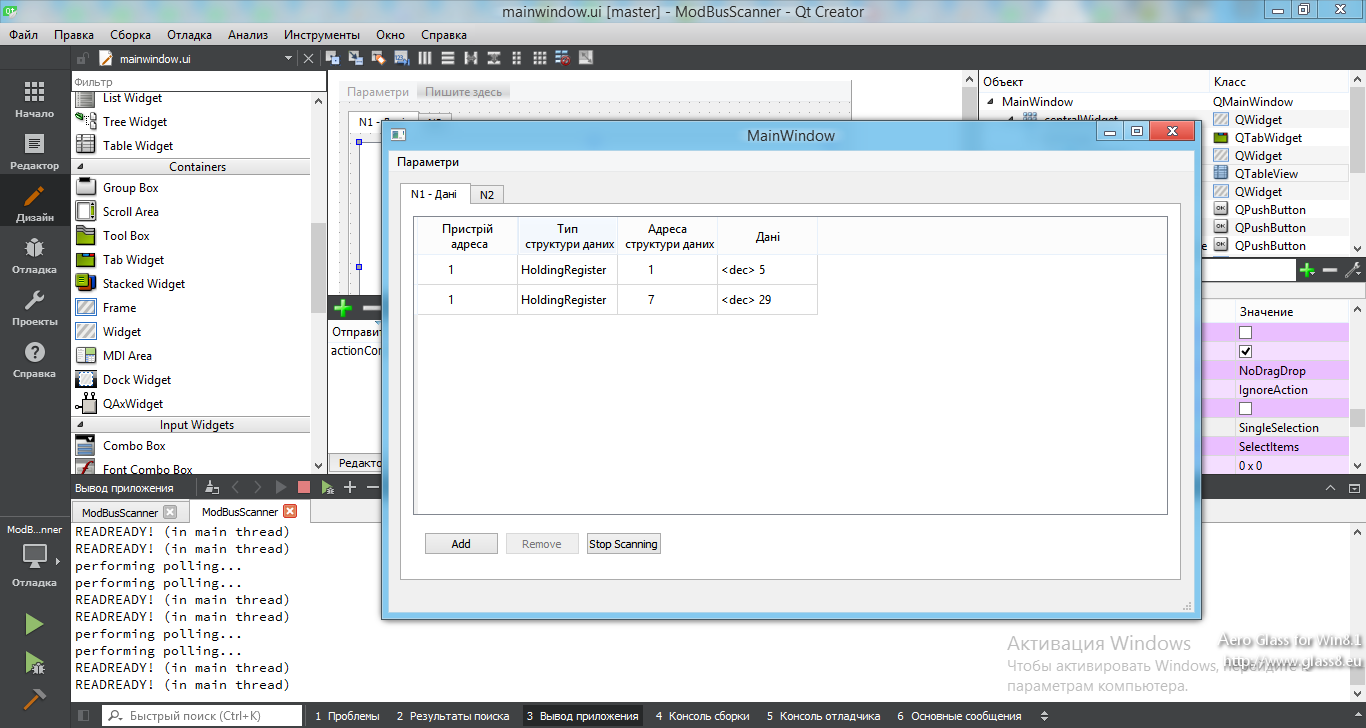 mainwindow.ui [master] - ModBusScanner - Qt Creator
Файл Правка Сборка Отладка Анализ Инструменты Окно Справка
mainwindow.ui
Фильтр
List Widget
Tree Widget
Table Widget
Containers
Group Box
Scroll Area
Tool Box
Tab Widget
Stacked Widget
Frame
Widget
MDI Area
Dock Widget
QAxWidget
Input Widgets
Combo Box
Font Combo Box
Начало
Редактор
Дизайн
Отладка
Проекты
Справка
ModB...nner
Отладка
Параметри Пишите здесь
N1 -
Отправит
actionCor
Редакто
Объект Класс
MainWindow QMainWindow
centralWidget QWidget
QTabWidget
QWidget
QTableView
QWidget
QPushButton
QPushButton
QPushButton
Значение
NoDragDrop
IgnoreAction
SingleSelection
SelectItems
0 x 0
MainWindow
Параметри
N1 - Дані N2
Пристрій адреса Тип структури даних Адреса структури даних Дані
1 HoldingRegister 1 <dec> 5
1 HoldingRegister 7 <dec> 29
Add Remove Stop Scanning
Вывод приложения
ModBusScanner ModBusScanner
READREADY! (in main thread)
READREADY! (in main thread)
performing polling...
performing polling...
READREADY! (in main thread)
READREADY! (in main thread)
performing polling...
performing polling...
READREADY! (in main thread)
READREADY! (in main thread)
Активация Windows
Чтобы активировать Windows, перейдите к
параметрам компьютера.
Aero Glass for Win8.1
http://www.glass8.eu
Быстрый поиск (Ctrl+K) 1 Проблемы 2 Результаты поиска 3 Вывод приложения 4 Консоль сборки 5 Консоль отладчика 6 Основные сообщения